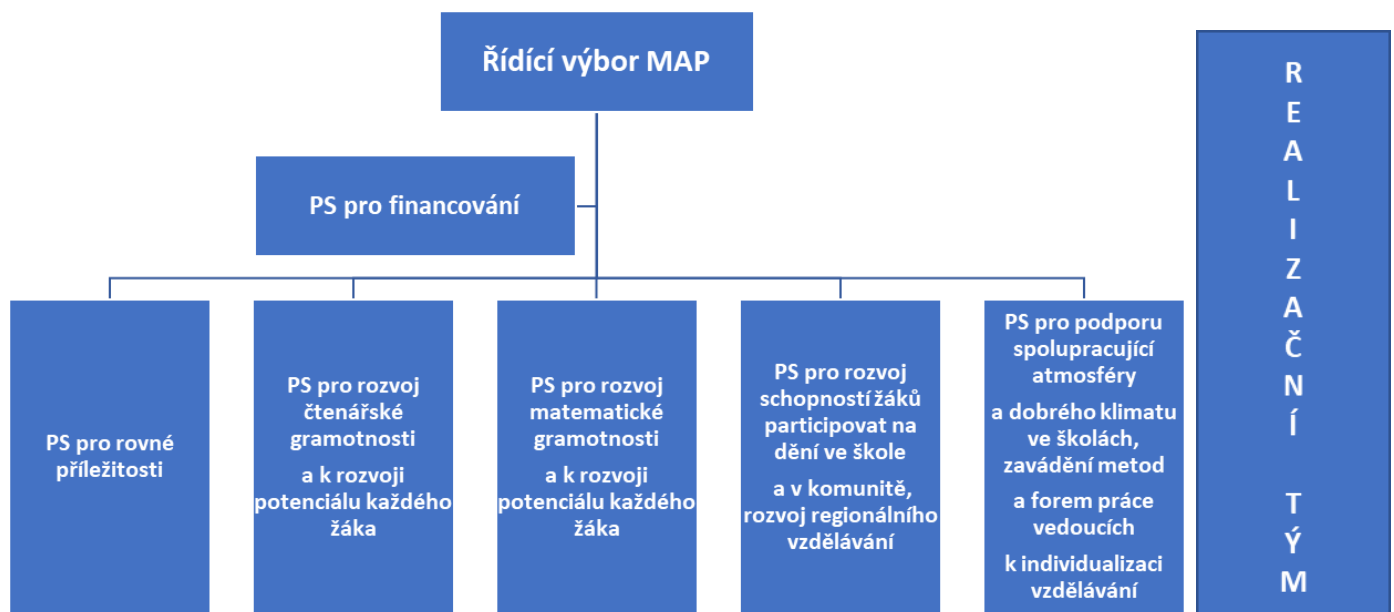 Řídící výbor MAP
PS pro financování
PS pro rovné
příležitosti
PS pro rozvoj
čtenářské
gramotnosti
a k rozvoji
potenciálu každého
žáka
PS pro rozvoj
matematické
gramotnosti
a k rozvoji
potenciálu každého
žáka
PS pro rozvoj
schopností žáků
participovat na
dění ve škole
a v komunitě,
rozvoj regionálního
vzdělávání
PS pro podporu
spolupracující
atmosféry
a dobrého klimatu
ve školách,
zavádění metod
a forem práce
vedoucích
k individualizaci
vzdělávání
R
E
A
L
I
Z
A
Č
N
Í
T
Ý
M